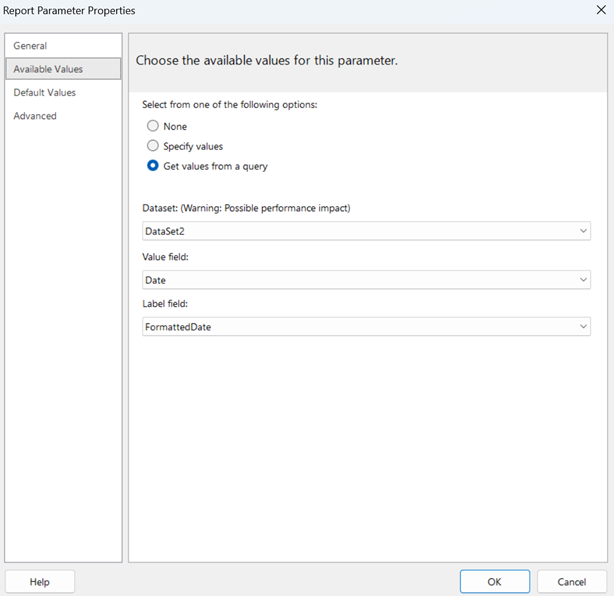 Report Parameter Properties
General
Available Values
Default Values
Advanced
Choose the available values for this parameter.
Select from one of the following options:
None
Specify values
Get values from a query
Dataset: (Warning: Possible performance impact)
DataSet2
Value field:
Date
Label field:
FormattedDate
Help
OK
Cancel